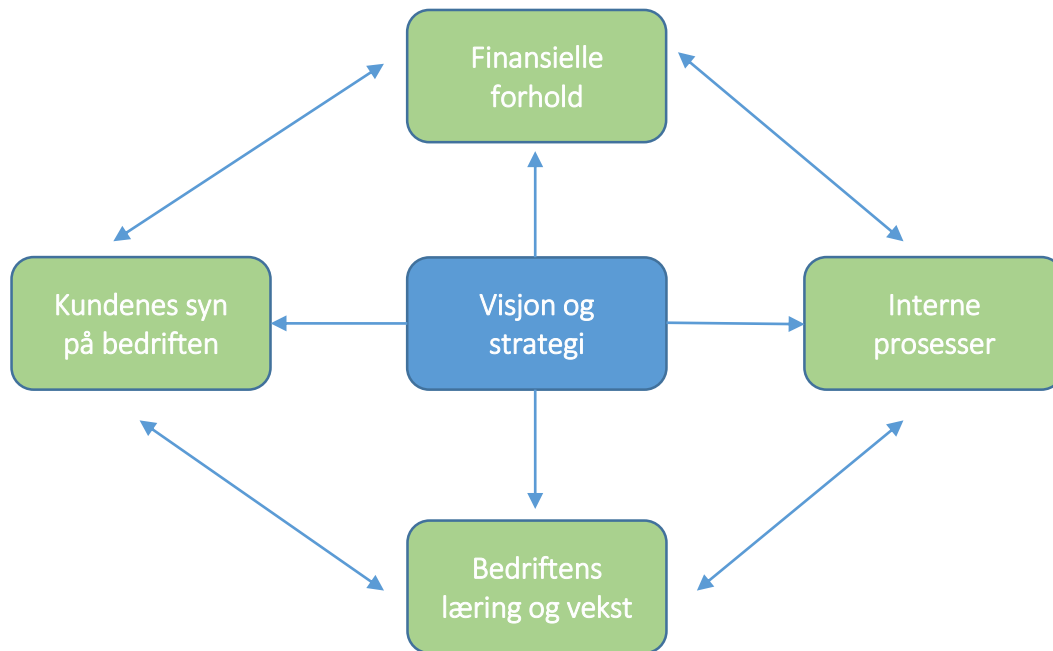 Finansielle
forhold
Kundenes syn
på bedriften
Visjon og
strategi
Interne
prosesser
Bedriftens
læring og vekst